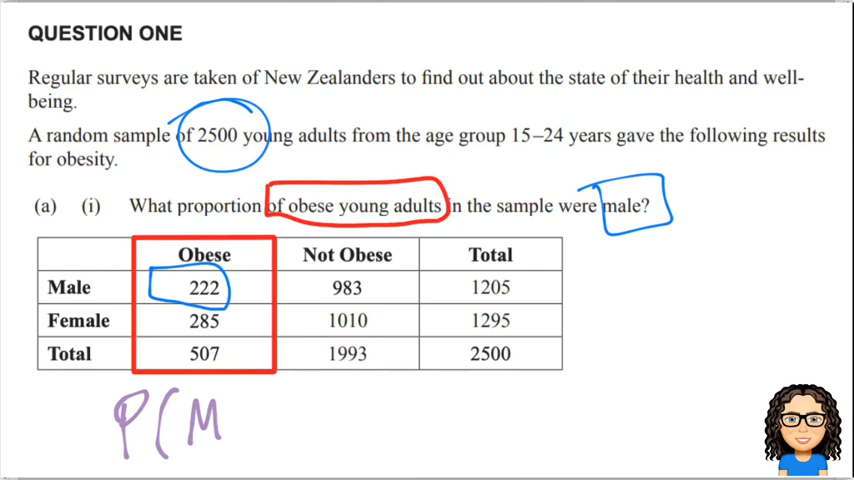 QUESTION ONE
Regular surveys are taken of New Zealanders to find out about the state of their health and well-
being.
A random sample of 2500 young adults from the age group 15–24 years gave the following results
for obesity.
(a) (i) What proportion of obese young adults in the sample were male?
Obese Not Obese Total
Male 222 983 1205
Female 285 1010 1295
Total 507 1993 2500
P(M